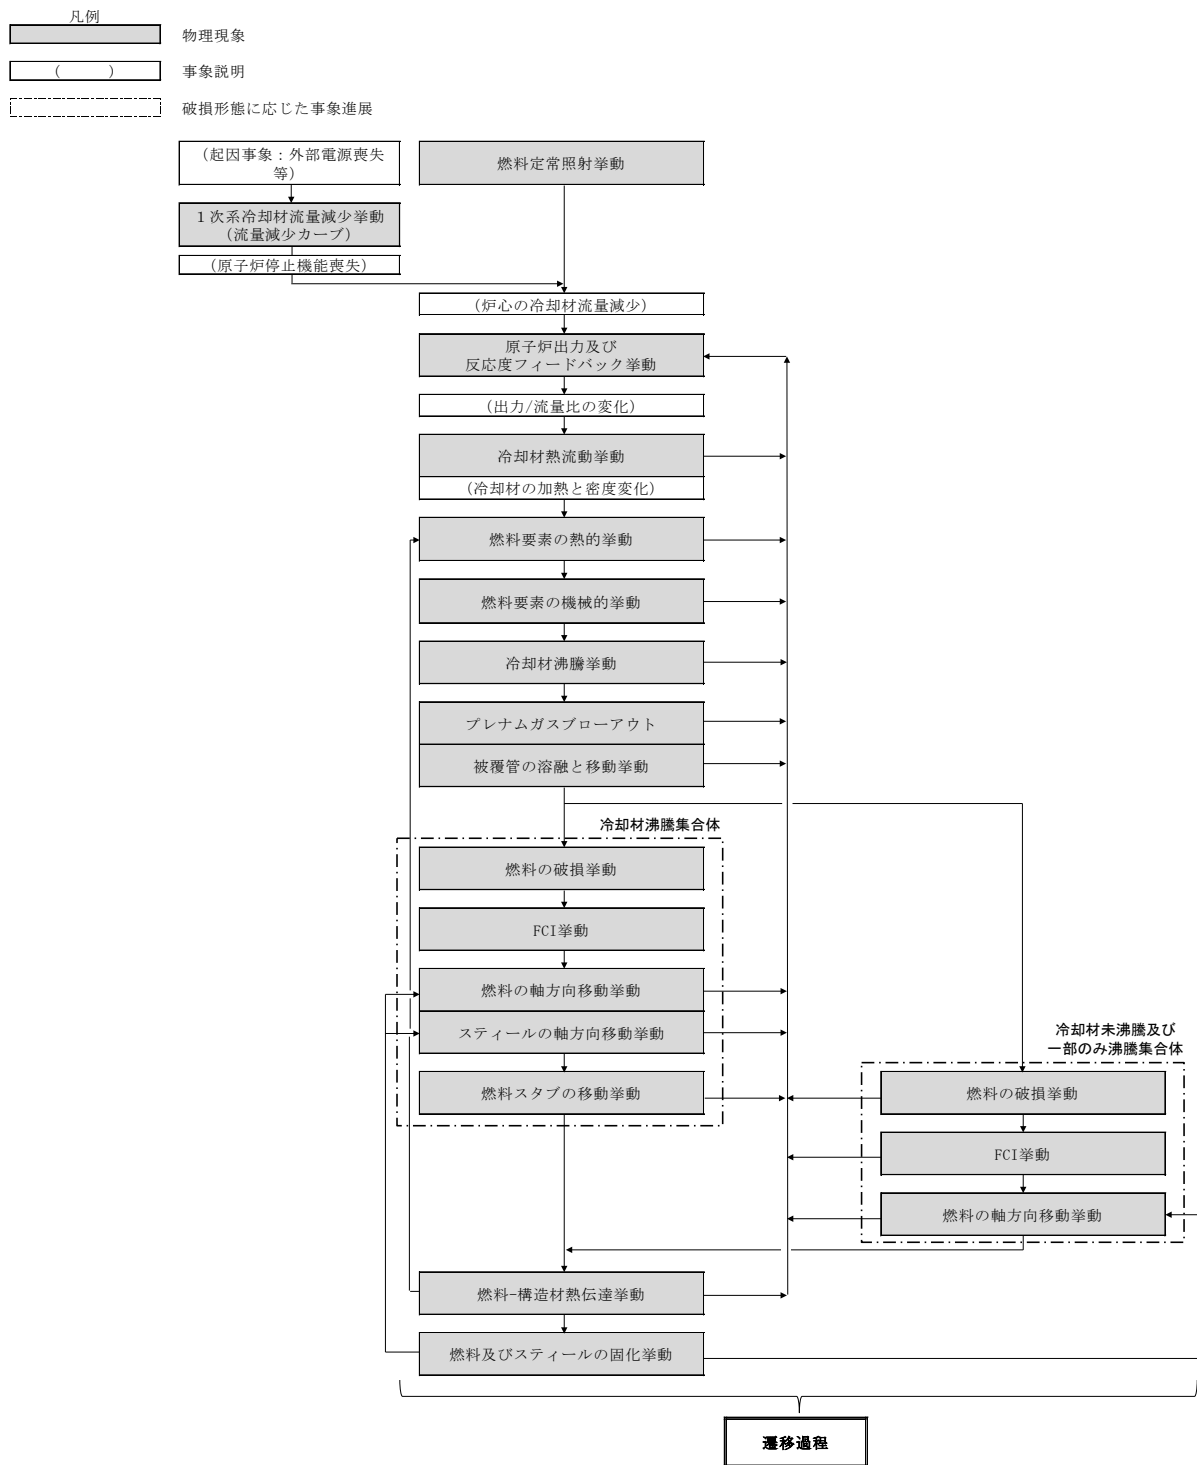 凡例
物理現象
(　　　) 事象説明
破損形態に応じた事象進展
(起因事象：外部電源喪失
等)
燃料定常照射挙動
１次系冷却材流量減少挙動
(流量減少カーブ)
(原子炉停止機能喪失)
(炉心の冷却材流量減少)
原子炉出力及び
反応度フィードバック挙動
(出力/流量比の変化)
冷却材熱流動挙動
(冷却材の加熱と密度変化)
燃料要素の熱的挙動
燃料要素の機械的挙動
冷却材沸騰挙動
プレナムガスブローアウト
被覆管の溶融と移動挙動
冷却材沸騰集合体
燃料の破損挙動
FCI挙動
燃料の軸方向移動挙動
スティールの軸方向移動挙動
燃料スタブの移動挙動
冷却材未沸騰及び
一部のみ沸騰集合体
燃料の破損挙動
FCI挙動
燃料の軸方向移動挙動
燃料-構造材熱伝達挙動
燃料及びスティールの固化挙動
遷移過程